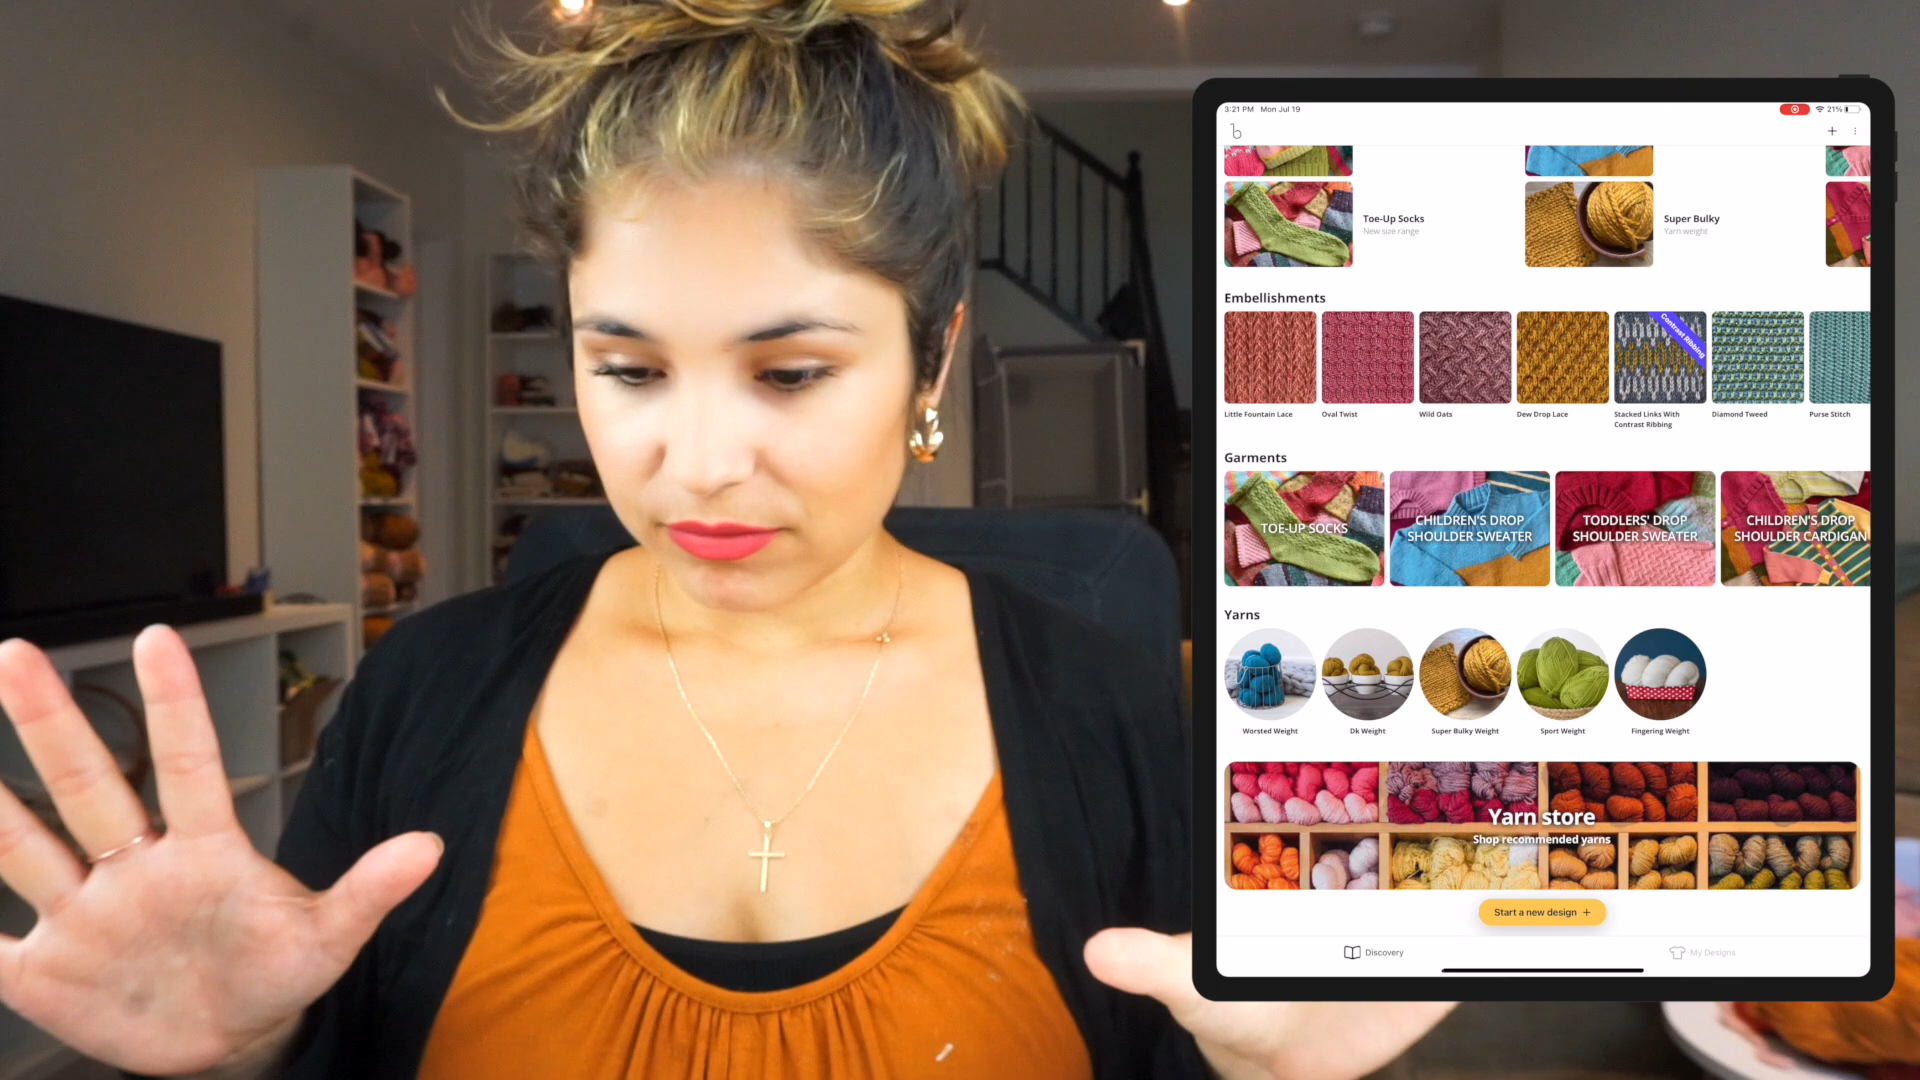 3:21 PM Mon Jul 19
21%
b
+
Toe-Up Socks
New size range
Super Bulky
Yarn weight
Embellishments
Contrast Ribbing
Little Fountain Lace
Oval Twist
Wild Oats
Dew Drop Lace
Stacked Links With
Contrast Ribbing
Diamond Tweed
Purse Stitch
Garments
TOE-UP SOCKS
CHILDREN'S DROP
SHOULDER SWEATER
TODDLERS' DROP
SHOULDER SWEATER
CHILDREN'S DROP
SHOULDER CARDIGAN
Yarns
Worsted Weight
Dk Weight
Super Bulky Weight
Sport Weight
Fingering Weight
Yarn store
Shop recommended yarns
Start a new design +
Discovery
My Designs